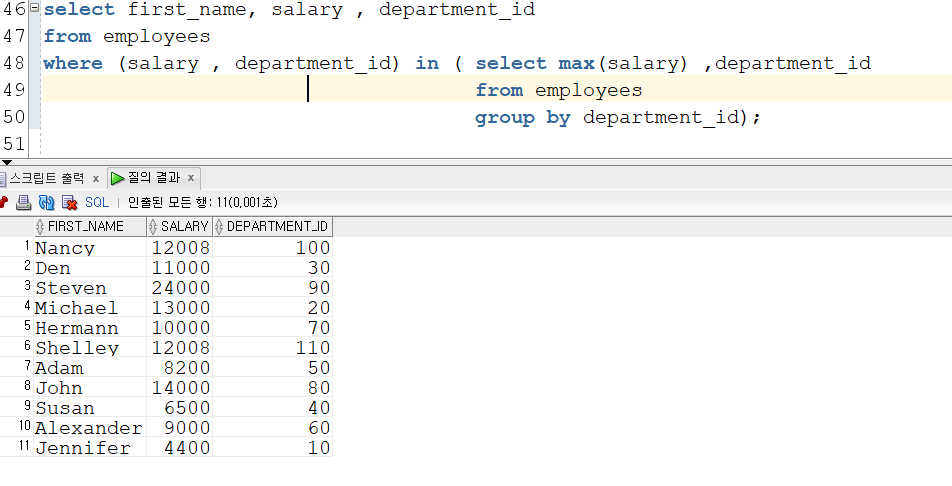 46 select first_name, salary , department_id
47 from employees
48 where (salary , department_id) in ( select max(salary) ,department_id
49 from employees
50 group by department_id);
51
스크립트 출력 x 질의 결과 x
SQL | 인출된 모든 행: 11(0,001초)
FIRST_NAME SALARY DEPARTMENT_ID
1 Nancy 12008 100
2 Den 11000 30
3 Steven 24000 90
4 Michael 13000 20
5 Hermann 10000 70
6 Shelley 12008 110
7 Adam 8200 50
8 John 14000 80
9 Susan 6500 40
10 Alexander 9000 60
11 Jennifer 4400 10